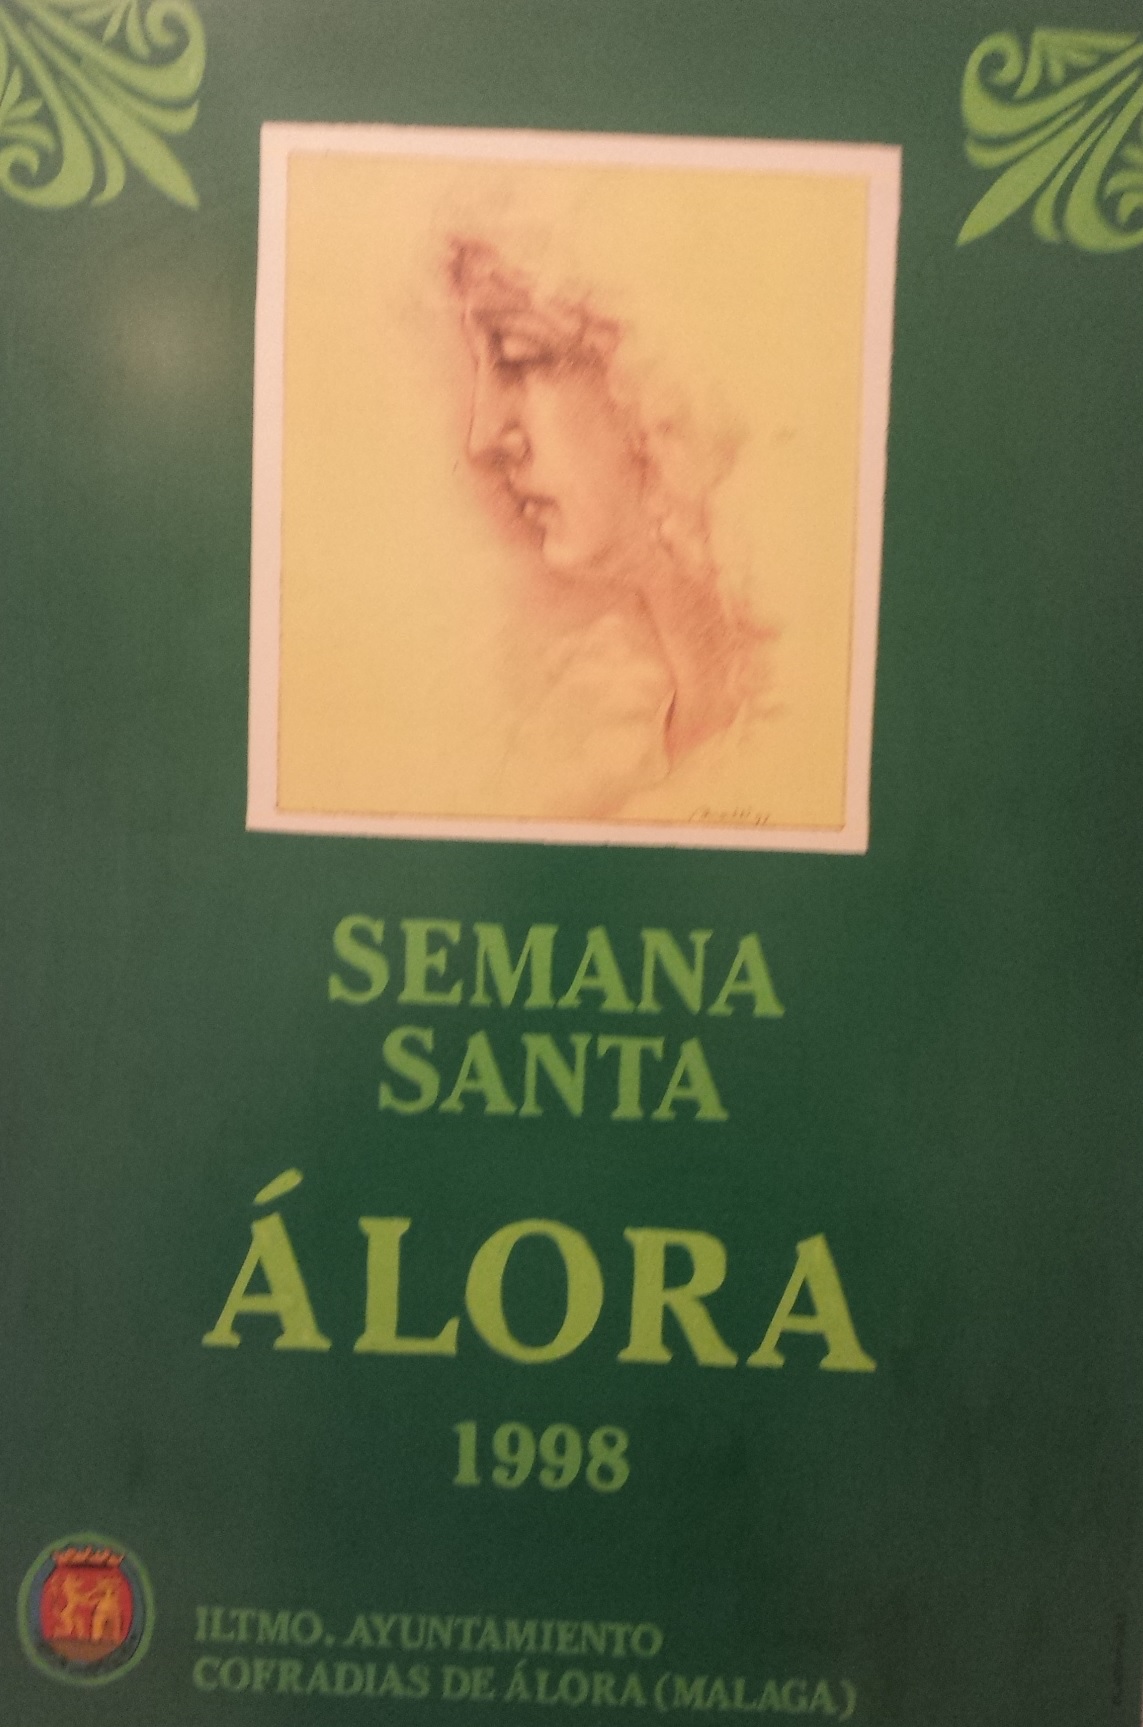 SEMANA
SANTA
ÁLORA
1998
ILTMO. AYUNTAMIENTO
COFRADIAS DE ÁLORA (MALAGA)